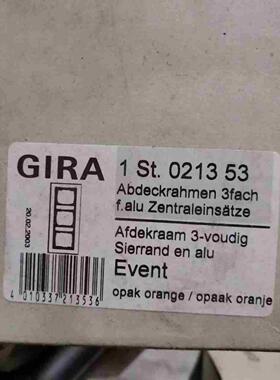 GIRA
1 St. 0213 53
Abdeckrahmen 3fach
f.alu Zentraleinsätze
Afdekraam 3-voudig
Sierrand en alu
Event
opak orange / opaak oranje
20.02.2003
4 010337 213536